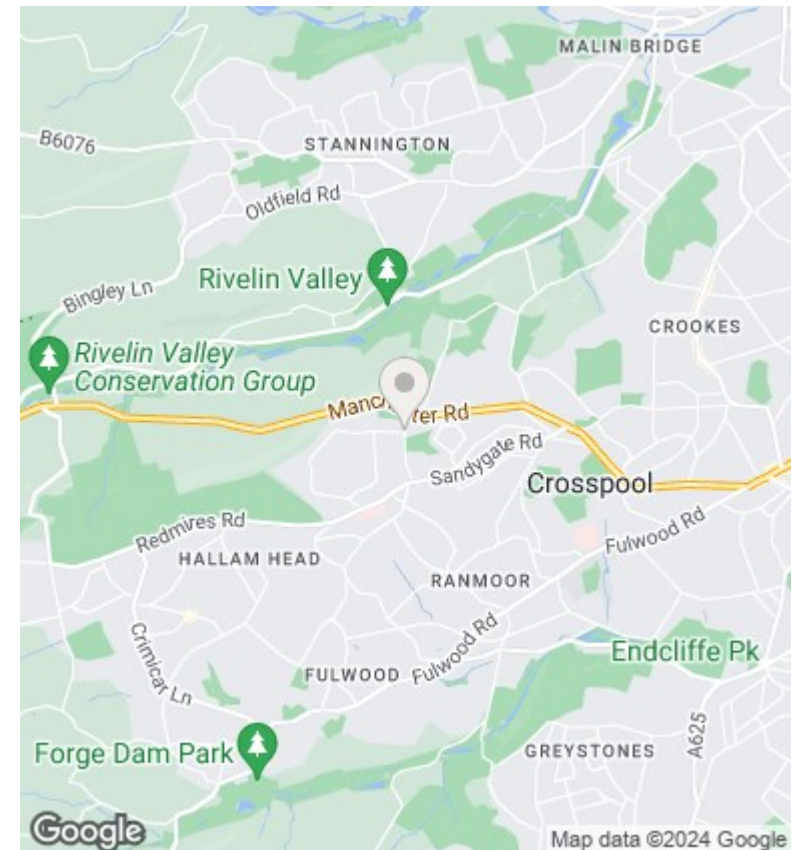 MALIN BRIDGE
B6076
STANNINGTON
Oldfield Rd
Rivelin Valley
Bingley Ln
CROOKES
Rivelin Valley
Conservation Group
Manc er Rd
Sandygate Rd
Crosspool
Redmires Rd
Fulwood Rd
HALLAM HEAD
RANMOOR
Crimicar Ln
Fulwood Rd
Endcliffe Pk
FULWOOD
A625
Forge Dam Park
GREYSTONES
Google
Map data ©2024 Google